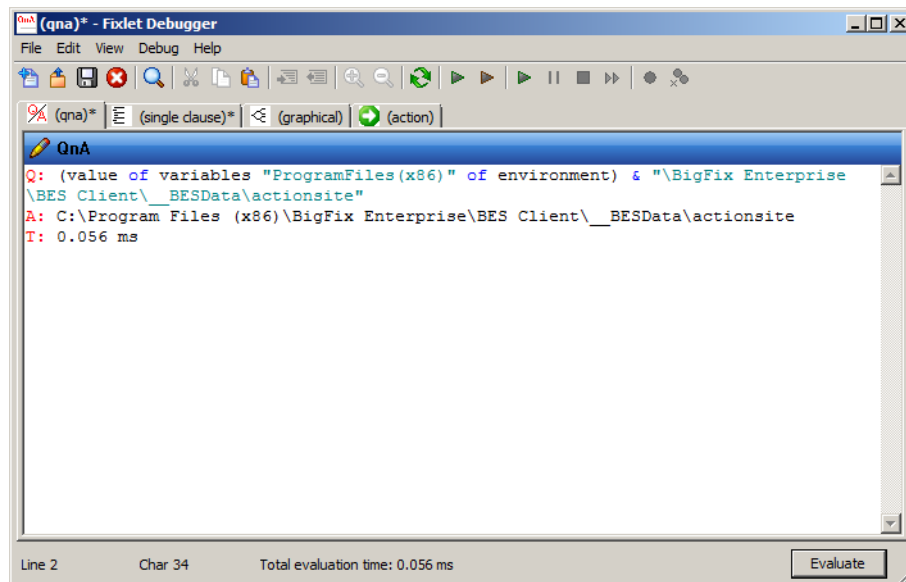 (qna)* - Fixlet Debugger
File Edit View Debug Help
(qna)* (single clause)* (graphical) (action)
QnA
Q: (value of variables "ProgramFiles(x86)" of environment) & "\BigFix Enterprise
\BES Client\__BESData\actionsite"
A: C:\Program Files (x86)\BigFix Enterprise\BES Client\__BESData\actionsite
T: 0.056 ms
Line 2 Char 34 Total evaluation time: 0.056 ms Evaluate